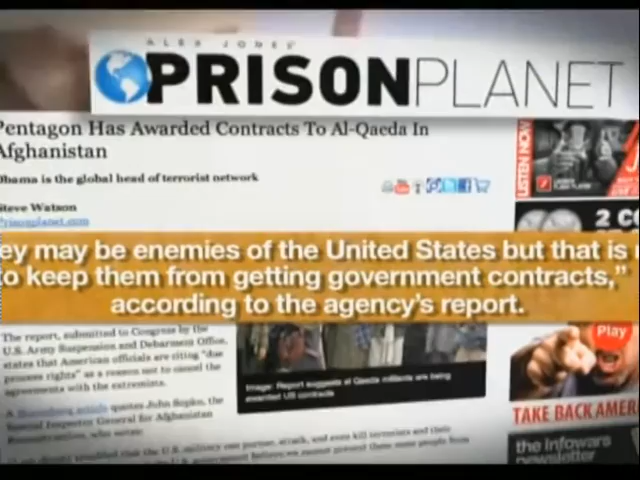 ALEX JONES'
PRISONPLANET
Pentagon Has Awarded Contracts To Al-Qaeda In
Afghanistan
Obama is the global head of terrorist network
Steve Watson
Prisonplanet.com
LISTEN NOW
2 CO
ey may be enemies of the United States but that is
o keep them from getting government contracts,”
according to the agency's report.
The report, submitted to Congress by the
U.S. Army Suspension and Debarment Office,
states that American officials are citing "due
process rights" as a reason not to cancel the
agreements with the extremists.
Image: Report suggests al Qaeda militants are being
awarded US contracts
A Bloomberg article quotes John Sopko, the
Special Inspector General for Afghanistan
Reconstruction, who
Play
TAKE BACK AMER
the infowars
newsletter